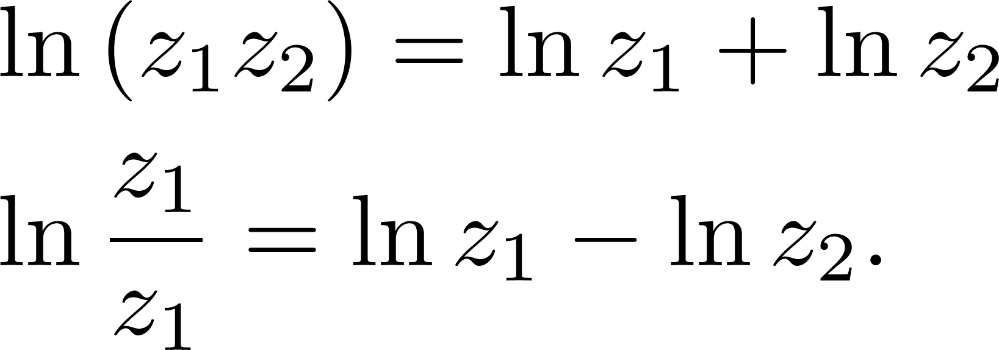 ln (z₁z₂) = ln z₁ + ln z₂
ln z₁/z₁ = ln z₁ − ln z₂.